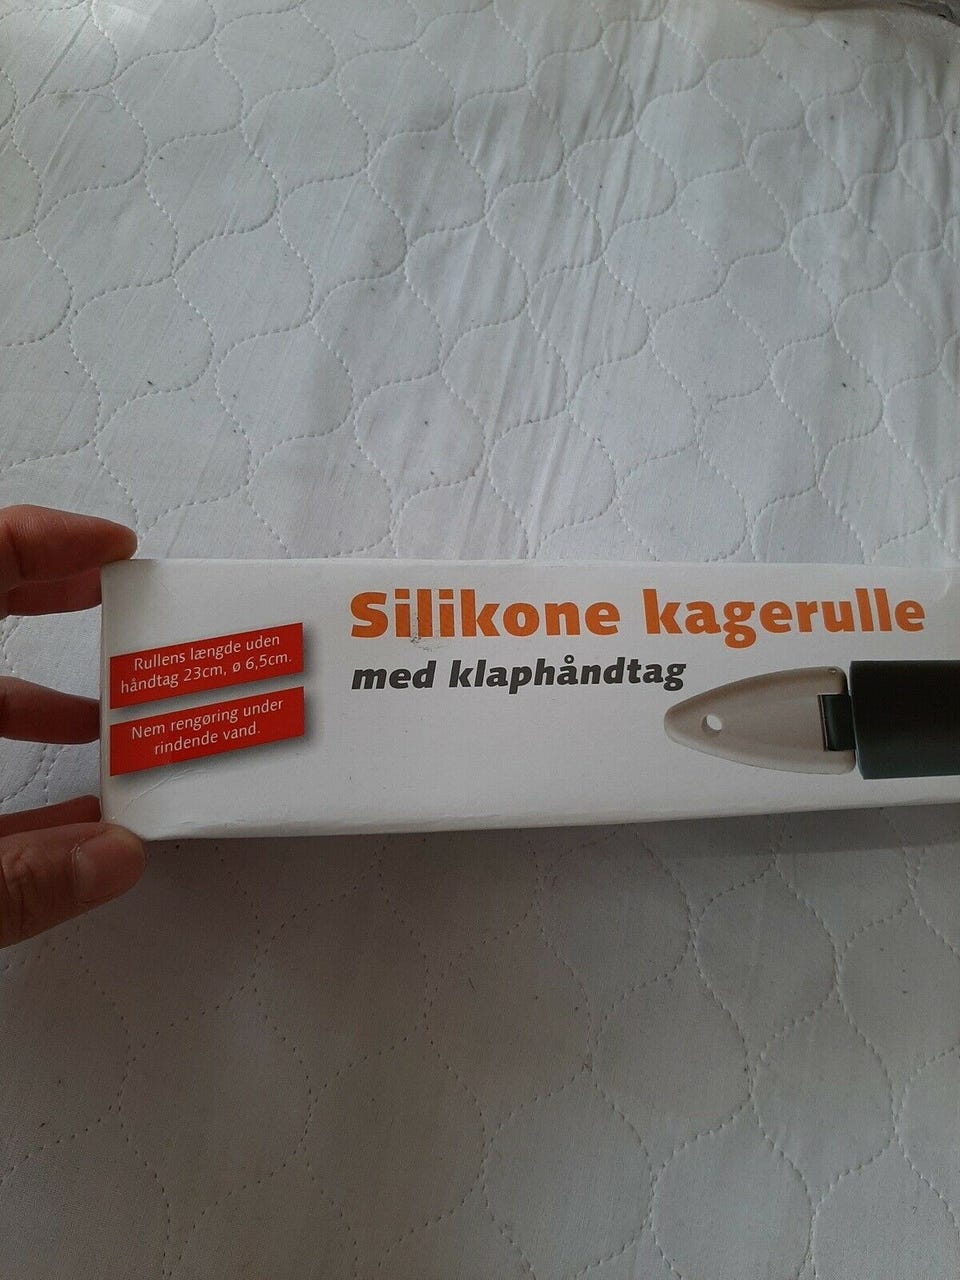 Silikone kagerulle
med klaphåndtag
Rullens længde uden
håndtag 23cm, ø 6,5cm.
Nem rengøring under
rindende vand.